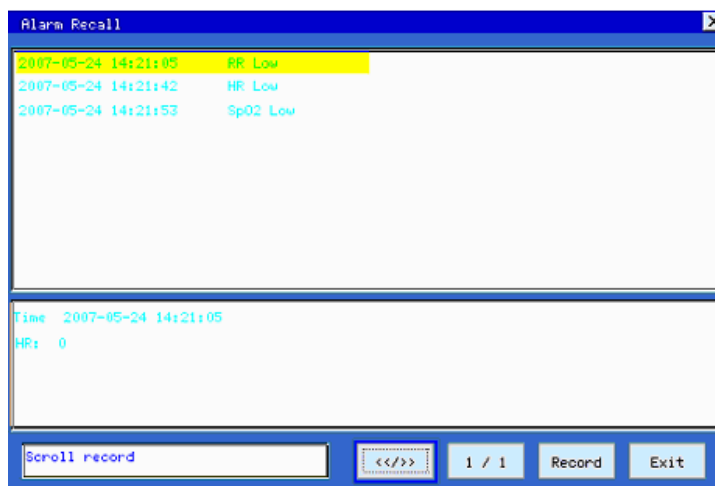 Alarm Recall
2007-05-24 14:21:05 RR Low
2007-05-24 14:21:42 HR Low
2007-05-24 14:21:53 SpO2 Low
Time 2007-05-24 14:21:05
HR: 0
Scroll record
<</>>
1 / 1
Record
Exit